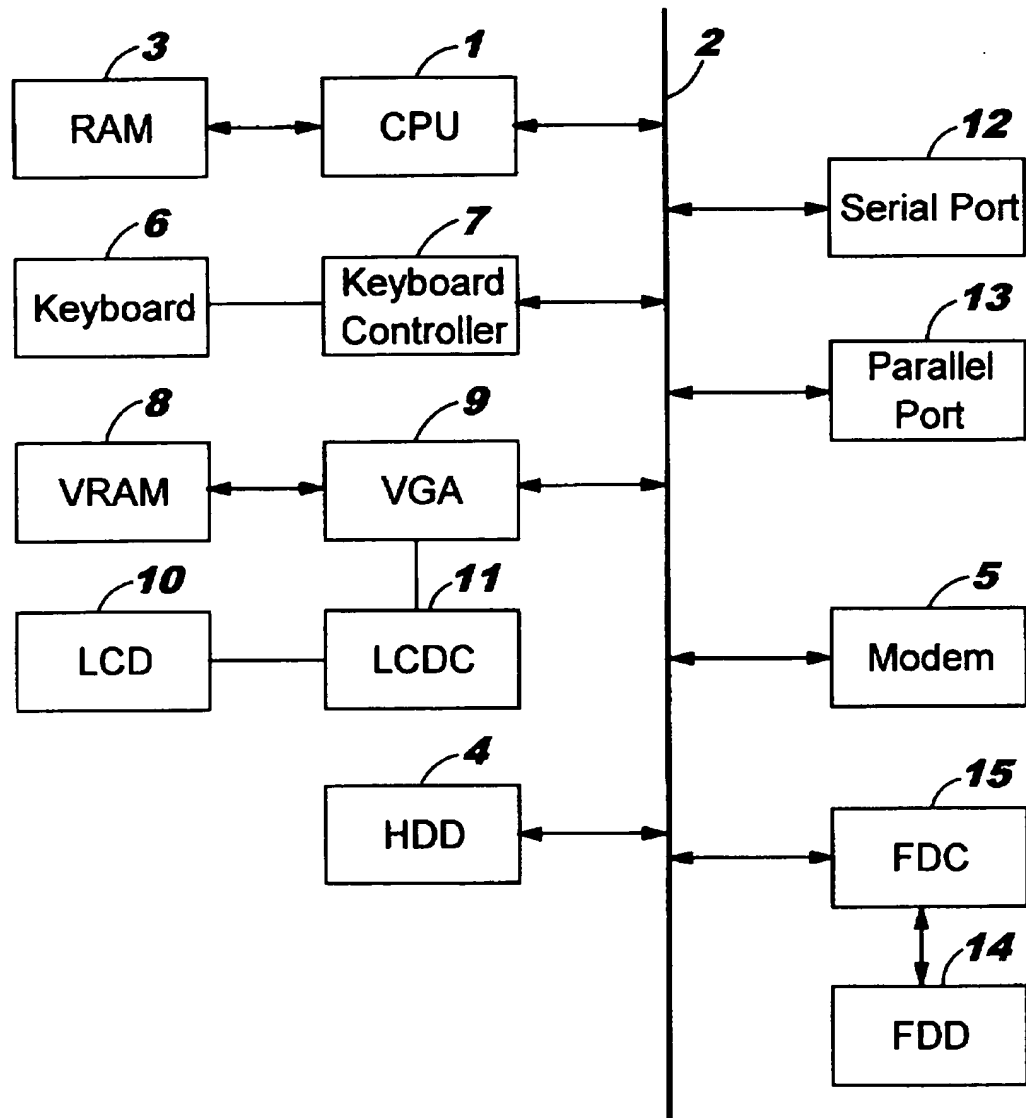 3
1
2
RAM
CPU
12
Serial Port
6
7
Keyboard
Keyboard
Controller
13
Parallel
Port
8
9
VRAM
VGA
10
11
LCD
LCDC
5
Modem
4
HDD
15
FDC
14
FDD